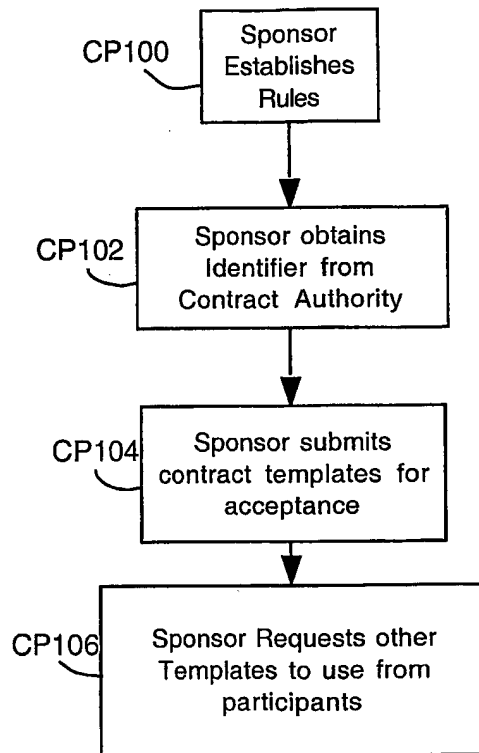 CP100
Sponsor
Establishes
Rules
CP102
Sponsor obtains
Identifier from
Contract Authority
CP104
Sponsor submits
contract templates for
acceptance
CP106
Sponsor Requests other
Templates to use from
participants